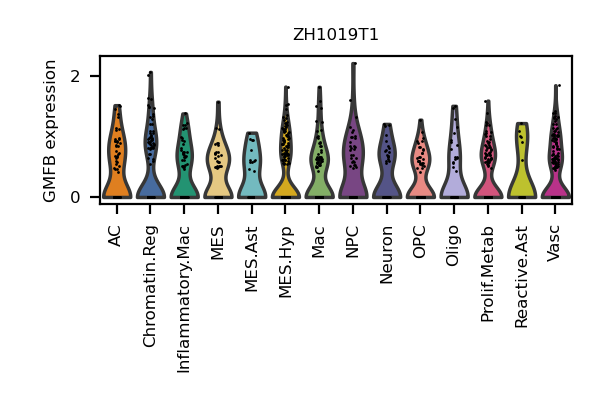 ZH1019T1
GMFB expression
2
0
AC
Chromatin.Reg
Inflammatory.Mac
MES
MES.Ast
MES.Hyp
Mac
NPC
Neuron
OPC
Oligo
Prolif.Metab
Reactive.Ast
Vasc